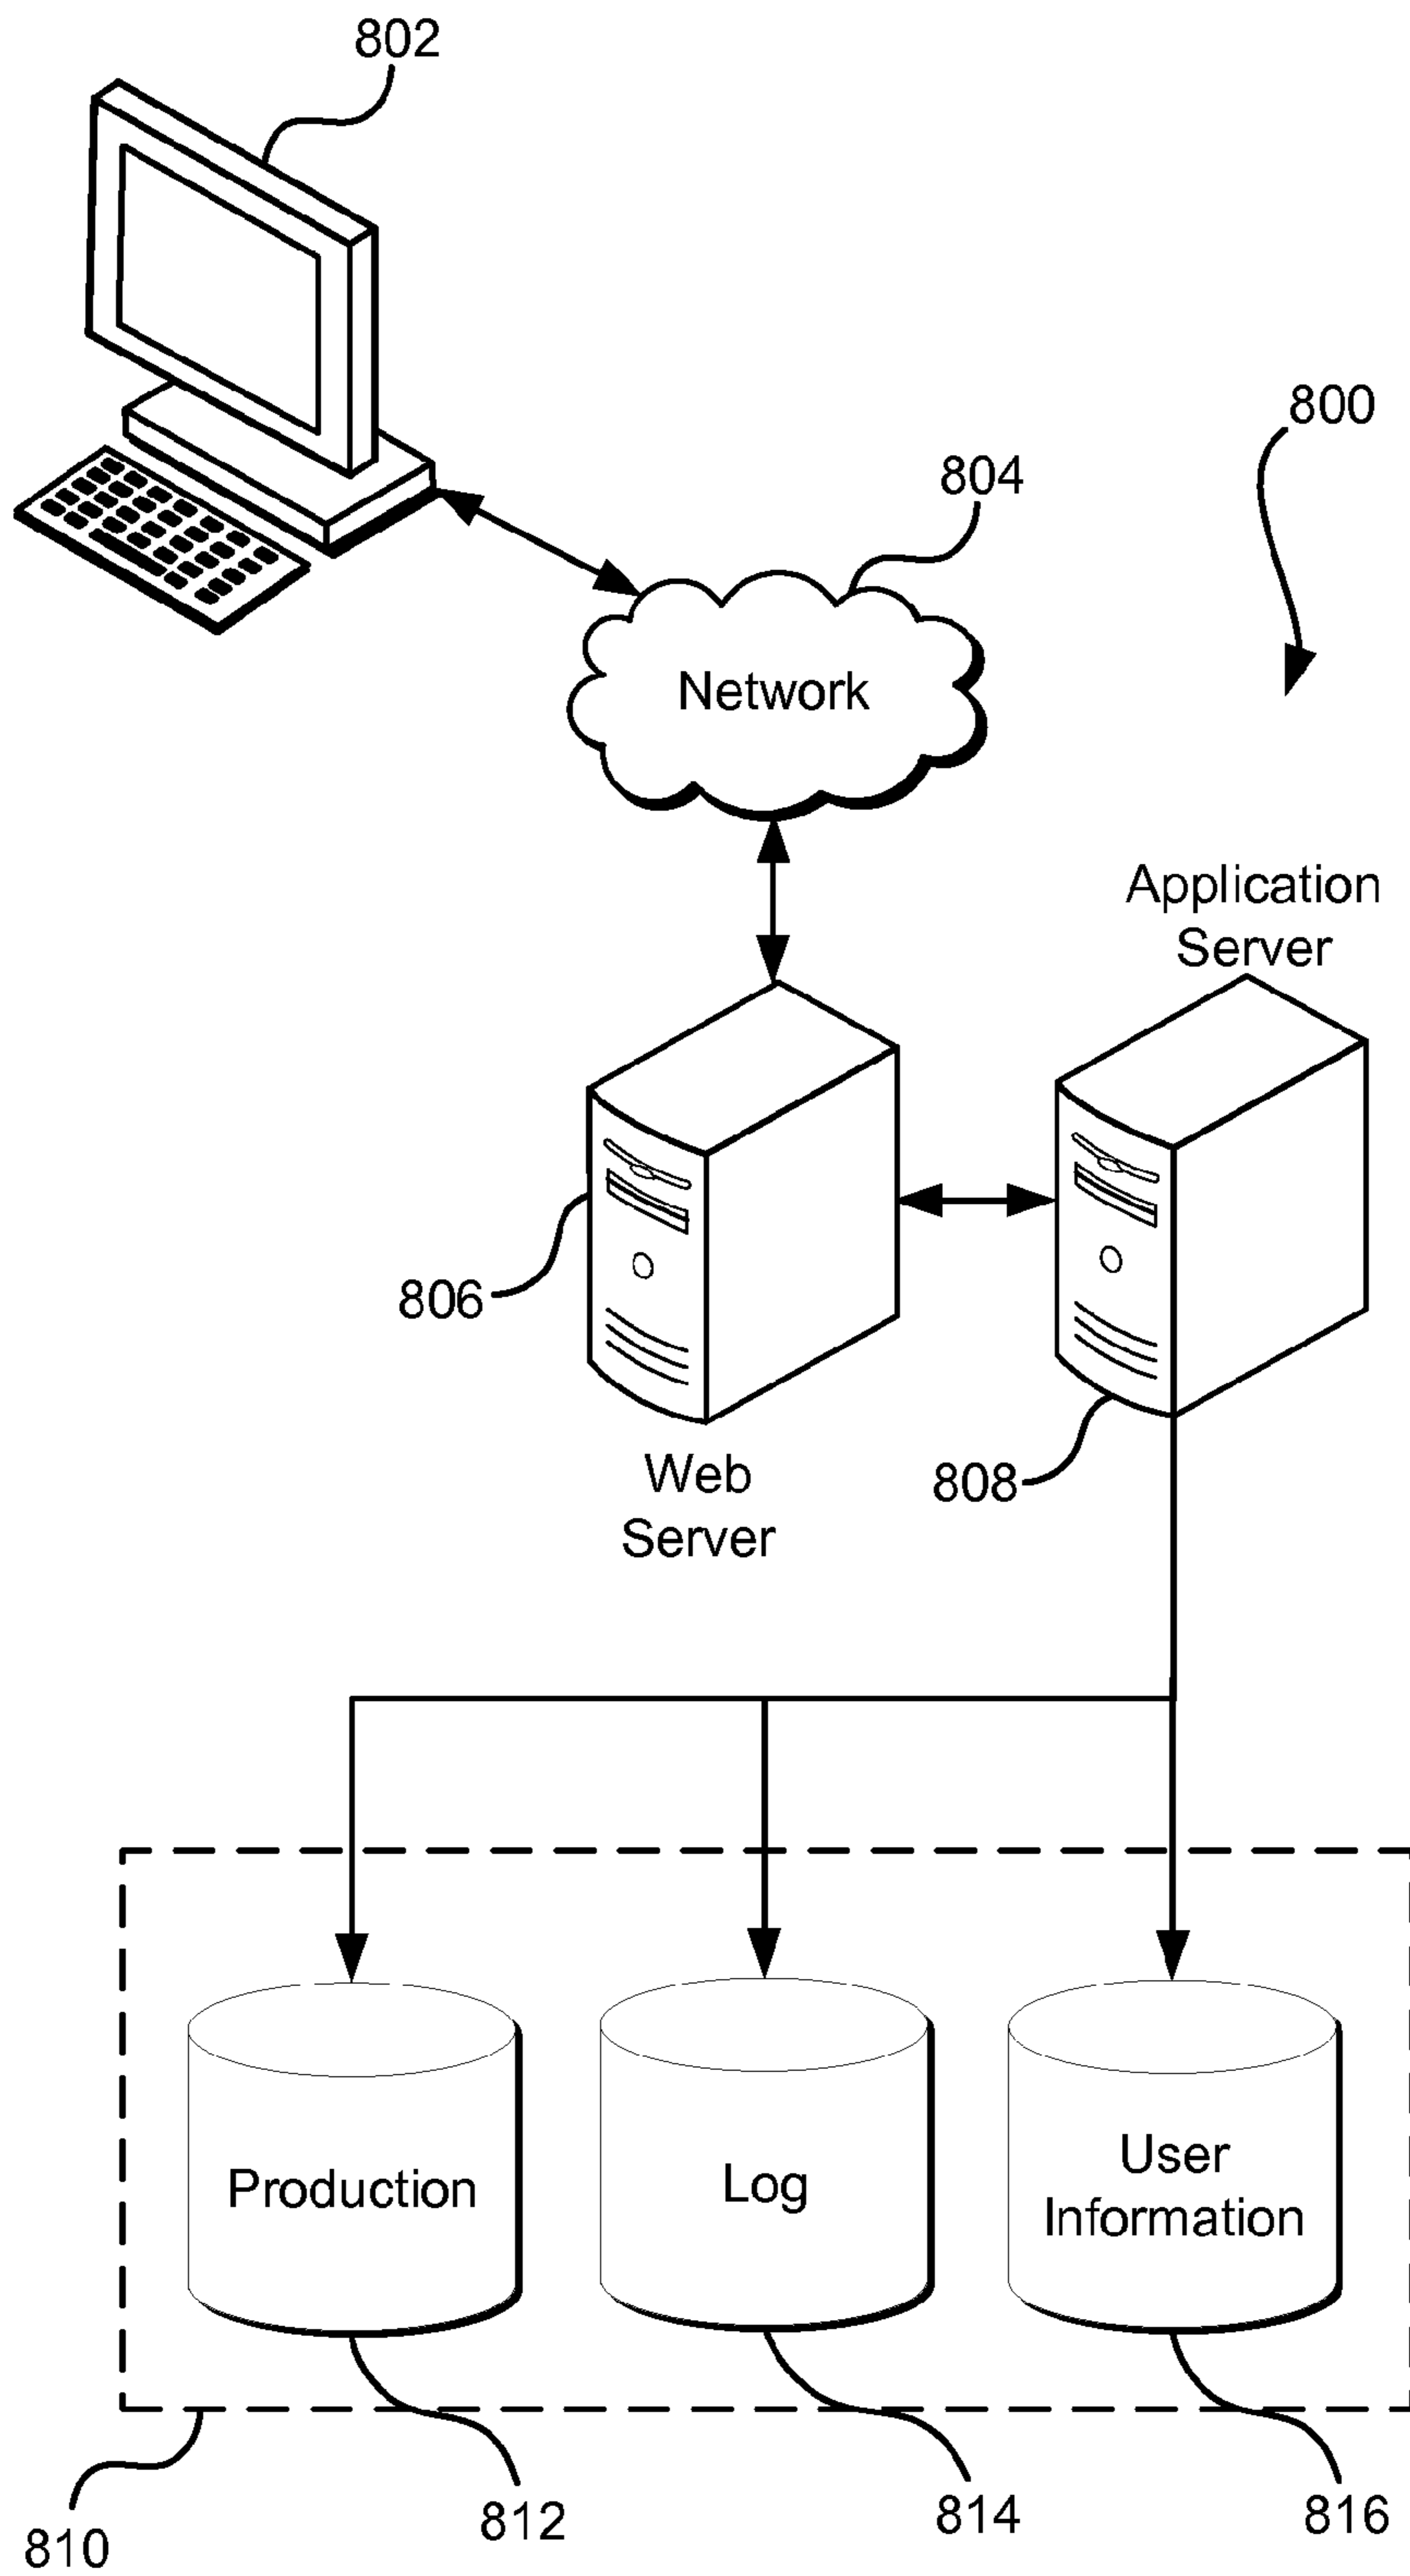 802
800
804
Network
Application
Server
806
808
Web
Server
Production
Log
User
Information
810
812
814
816